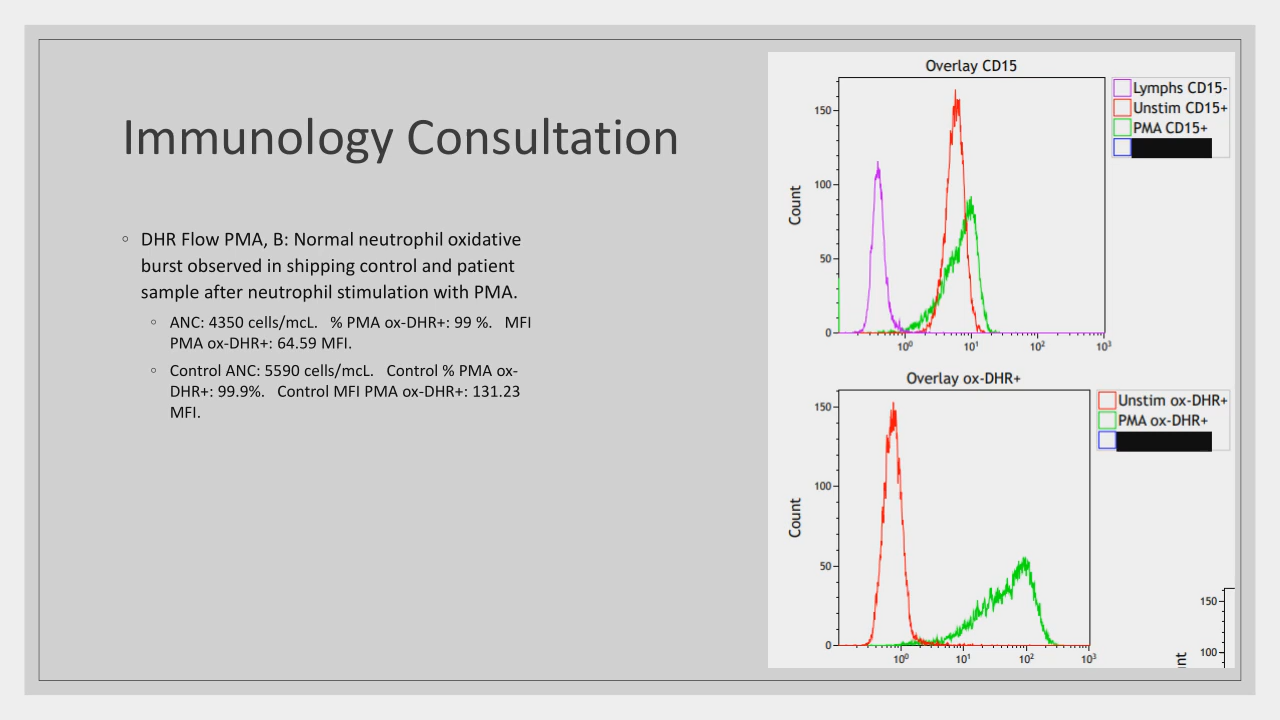 Immunology Consultation
◦ DHR Flow PMA, B: Normal neutrophil oxidative
burst observed in shipping control and patient
sample after neutrophil stimulation with PMA.
◦ ANC: 4350 cells/mcL. % PMA ox-DHR+: 99 %. MFI
PMA ox-DHR+: 64.59 MFI.
◦ Control ANC: 5590 cells/mcL. Control % PMA ox-
DHR+: 99.9%. Control MFI PMA ox-DHR+: 131.23
MFI.
Overlay CD15
Lymphs CD15-
Unstim CD15+
PMA CD15+
Count
150
100
50
0
10⁰ 10¹ 10² 10³
Overlay ox-DHR+
Unstim ox-DHR+
PMA ox-DHR+
Count
150
100
50
0
10⁰ 10¹ 10² 10³
150
100
nt